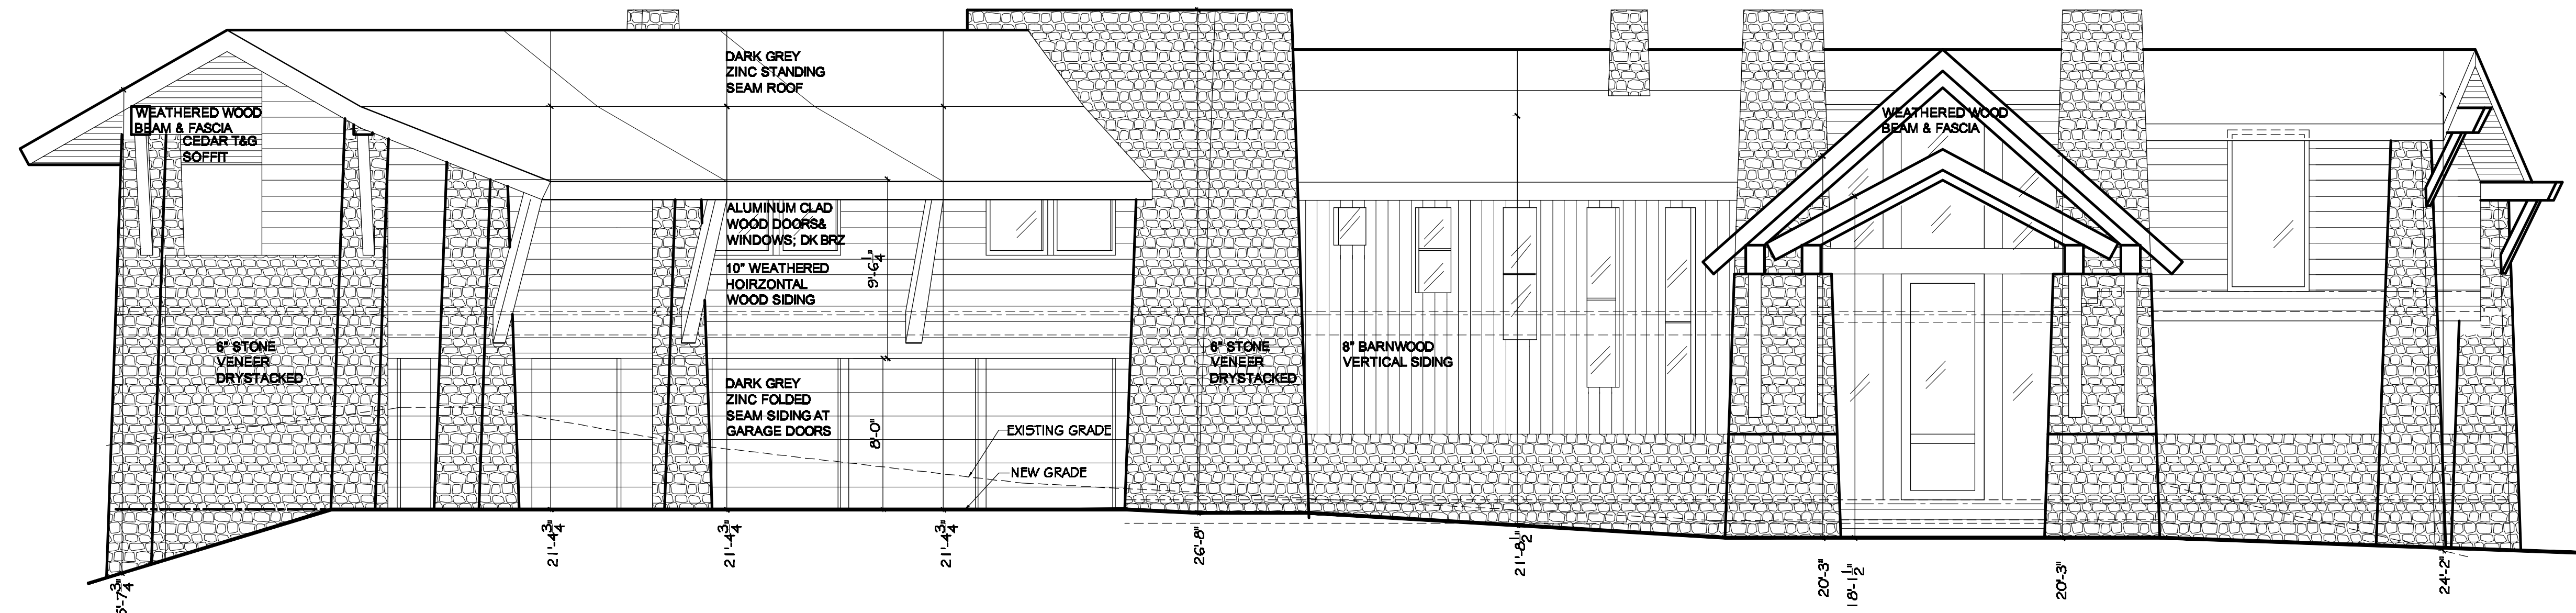 WEATHERED WOOD
BEAM & FASCIA
CEDAR T&G
SOFFIT
6" STONE
VENEER
DRYSTACKED
DARK GREY
ZINC STANDING
SEAM ROOF
ALUMINUM CLAD
WOOD DOORS&
WINDOWS; DK BRZ
10" WEATHERED
HOIRZONTAL
WOOD SIDING
9'-6 1/4"
DARK GREY
ZINC FOLDED
SEAM SIDING AT
GARAGE DOORS
8'-0"
EXISTING GRADE
NEW GRADE
6" STONE
VENEER
DRYSTACKED
8" BARNWOOD
VERTICAL SIDING
WEATHERED WOOD
BEAM & FASCIA
21'-4 3/4"
21'-4 3/4"
21'-4 3/4"
26'-8"
21'-8 1/2"
20'-3"
18'-1 1/2"
20'-3"
24'-2"